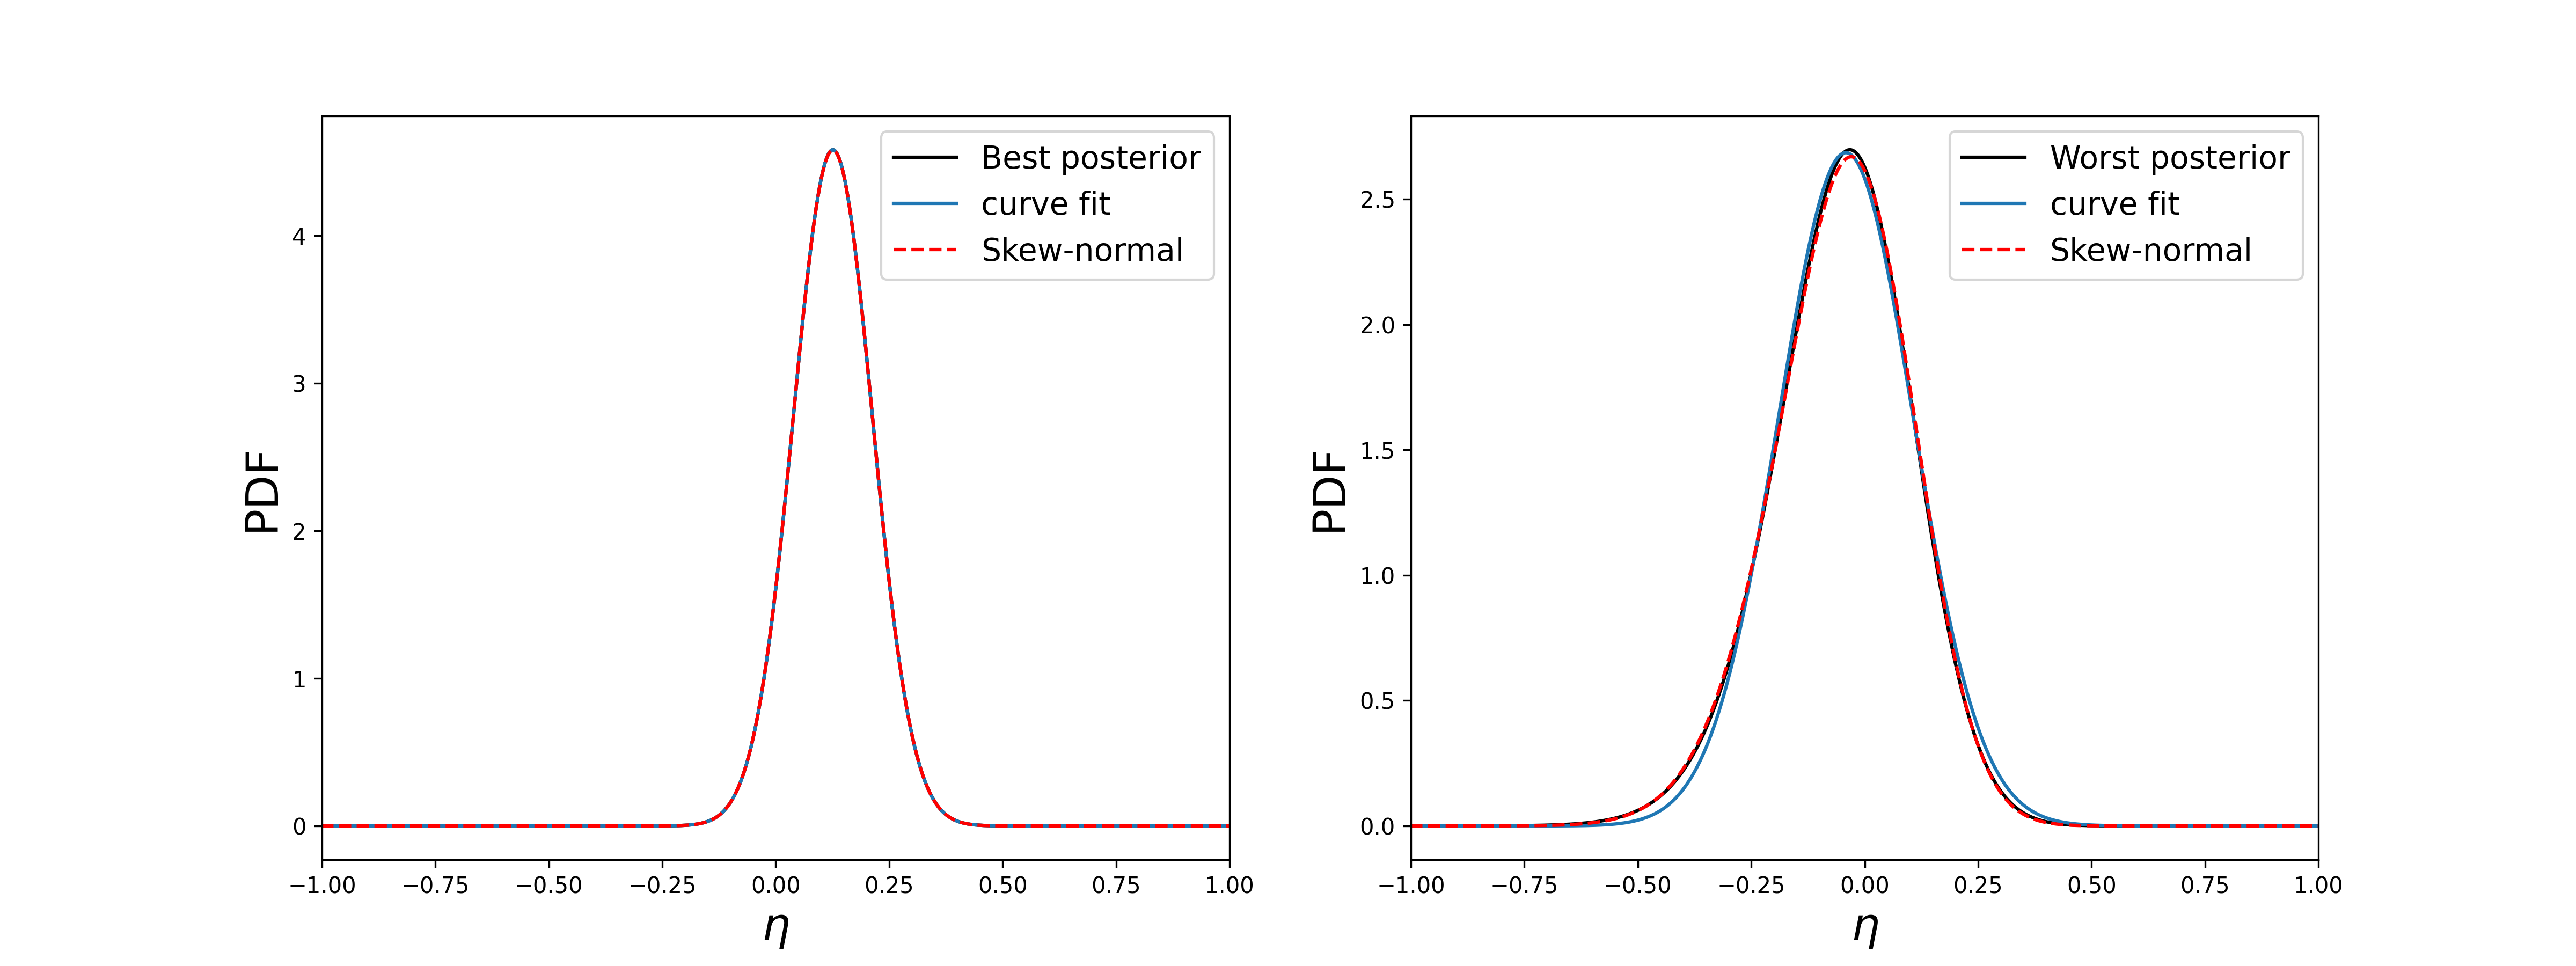 Best posterior
curve fit
Skew-normal
4
3
2
1
0
PDF
−1.00 −0.75 −0.50 −0.25 0.00 0.25 0.50 0.75 1.00
η
Worst posterior
curve fit
Skew-normal
2.5
2.0
1.5
1.0
0.5
0.0
PDF
−1.00 −0.75 −0.50 −0.25 0.00 0.25 0.50 0.75 1.00
η